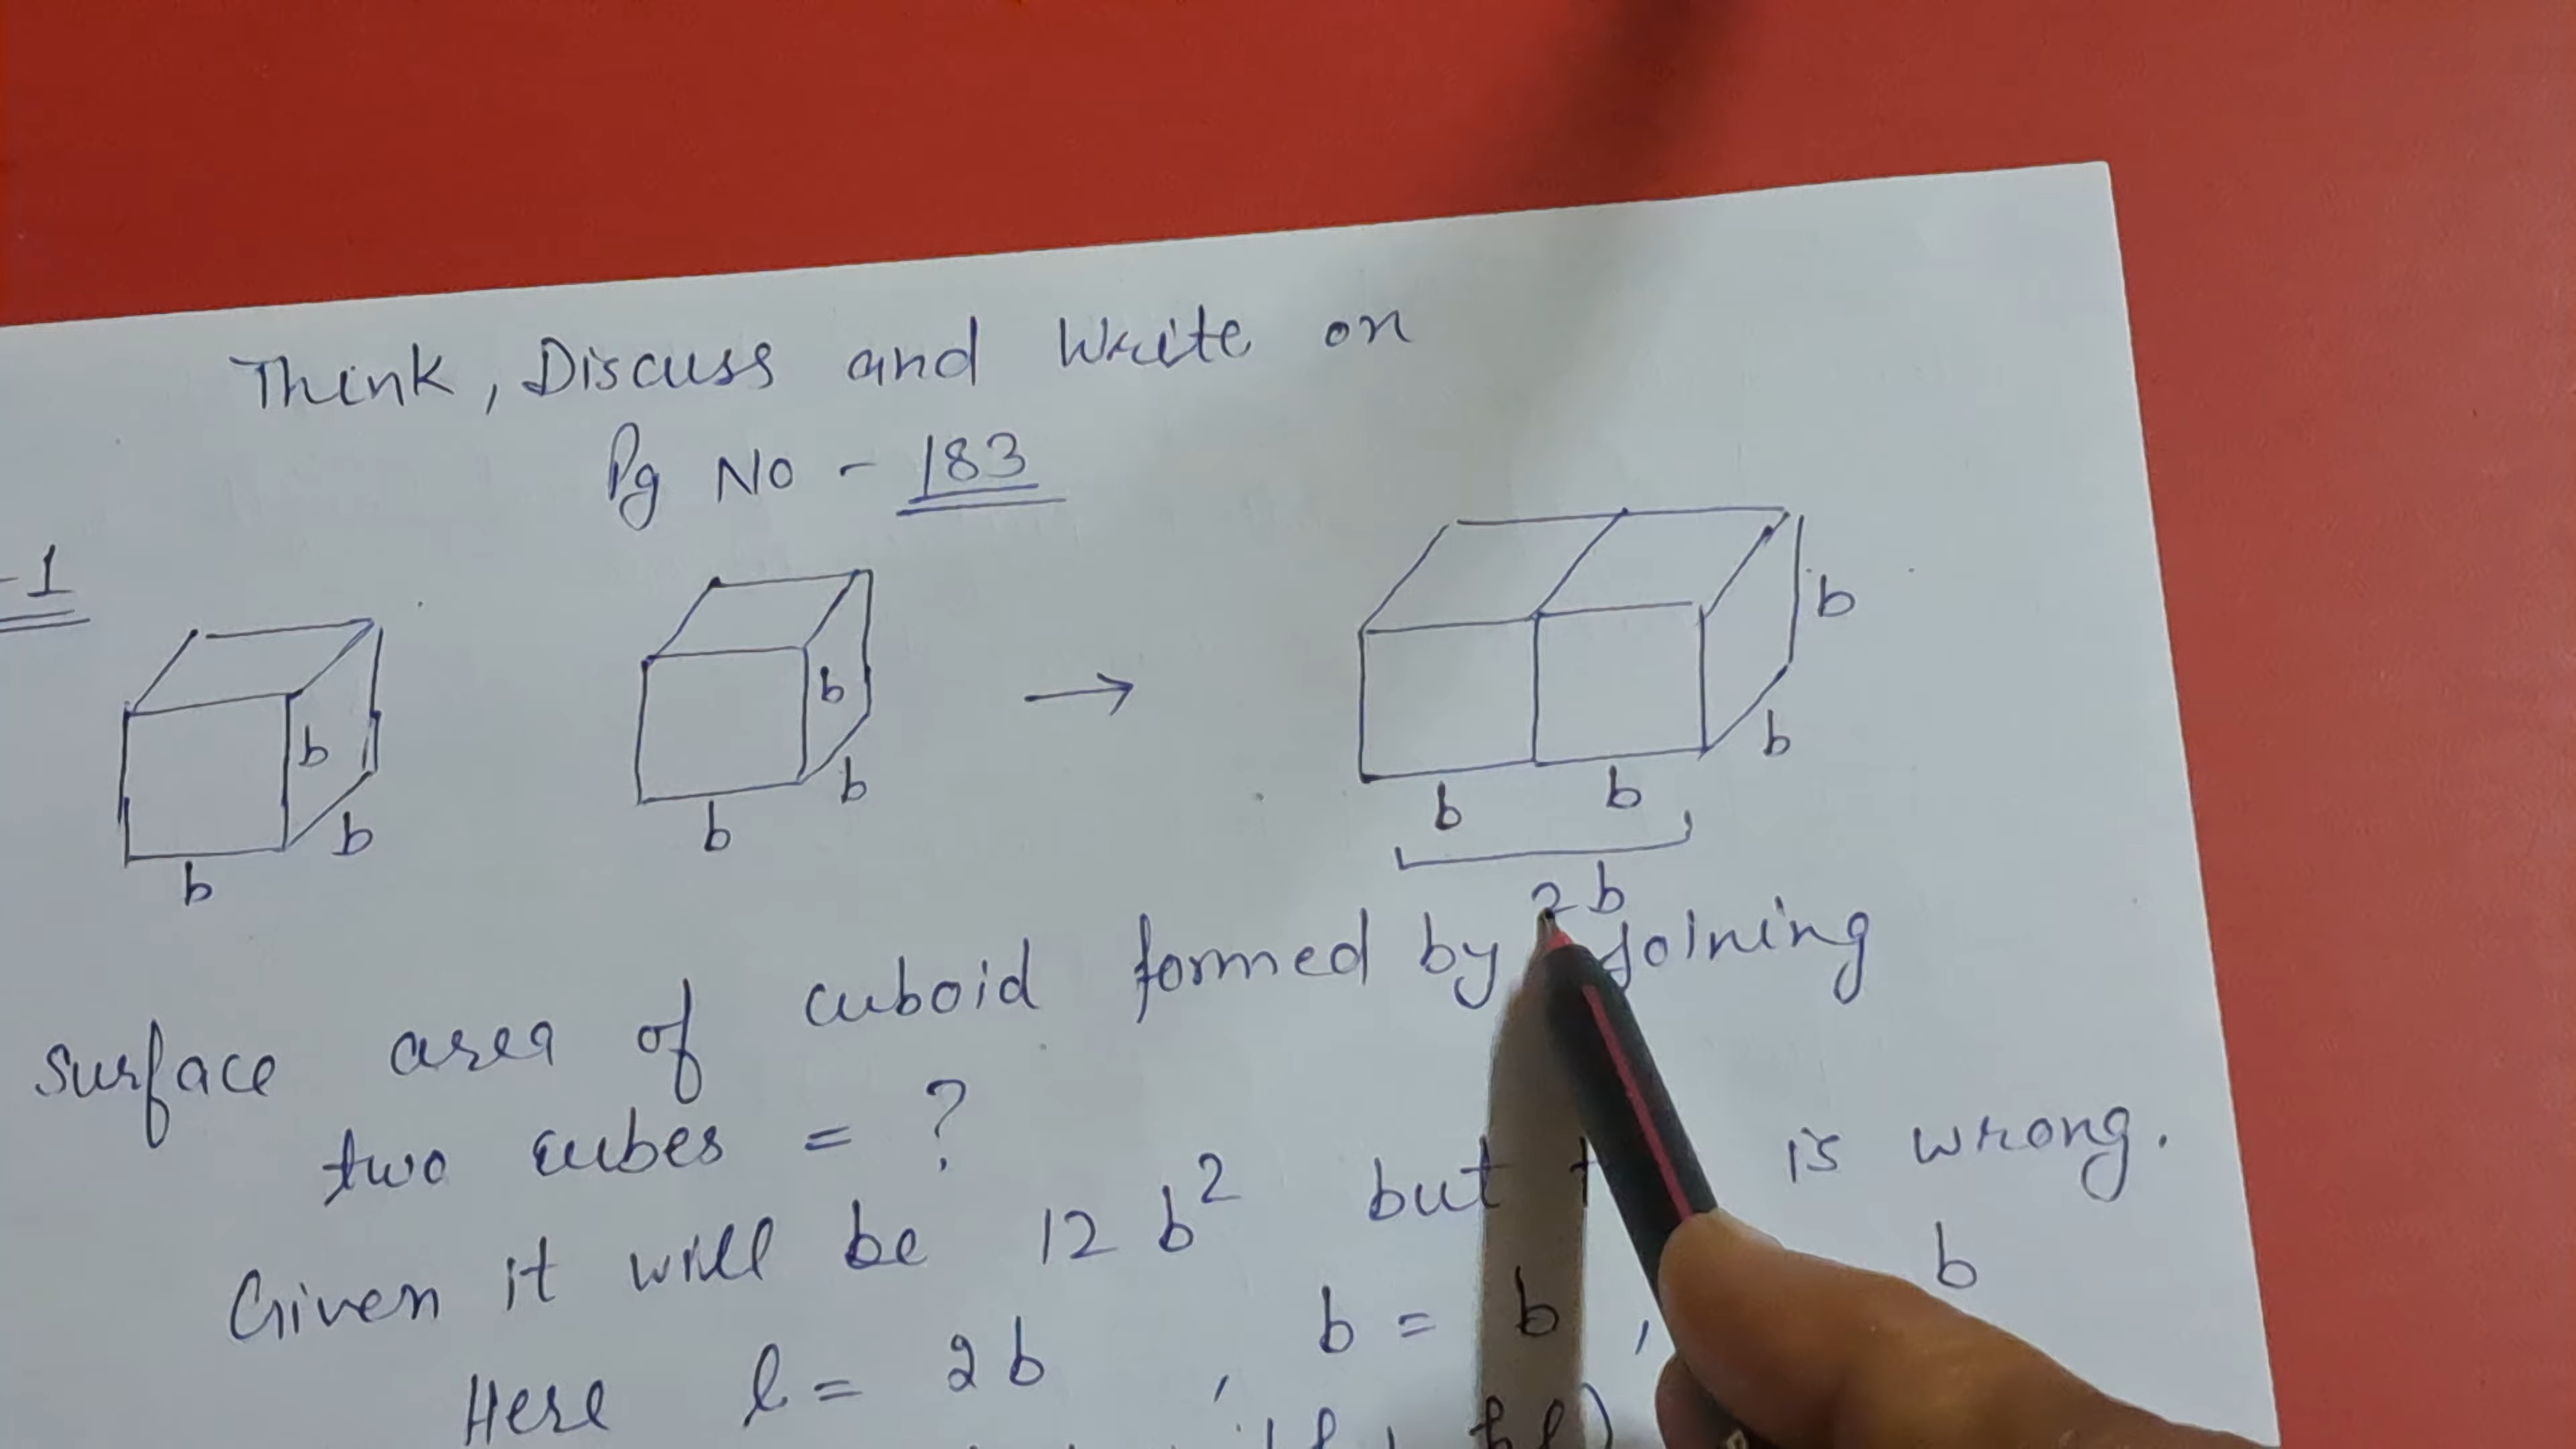 Think, Discuss and Write on
Pg No - 183
-1
b
b
b
b
b
b
b
b
b
b
2b
Surface area of cuboid formed by joining
two cubes = ?
Given it will be 12 b² but is wrong.
Here l = 2b , b = b , b